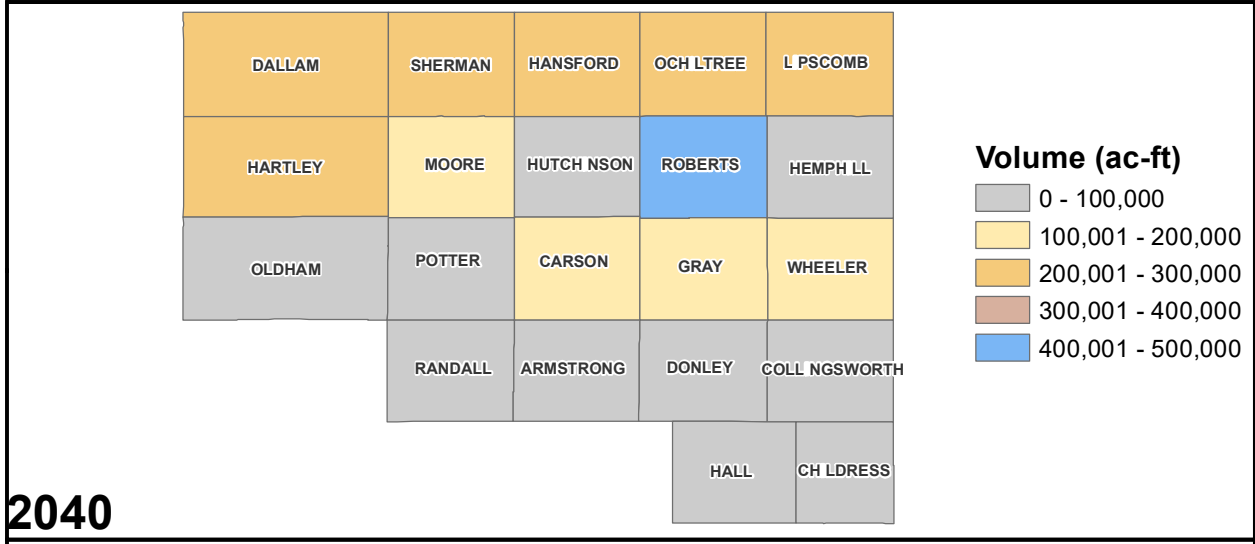 DALLAM SHERMAN HANSFORD OCH LTREE L PSCOMB
HARTLEY MOORE HUTCH NSON ROBERTS HEMPH LL
OLDHAM POTTER CARSON GRAY WHEELER
RANDALL ARMSTRONG DONLEY COLL NGSWORTH
HALL CH LDRESS
Volume (ac-ft)
0 - 100,000
100,001 - 200,000
200,001 - 300,000
300,001 - 400,000
400,001 - 500,000
2040